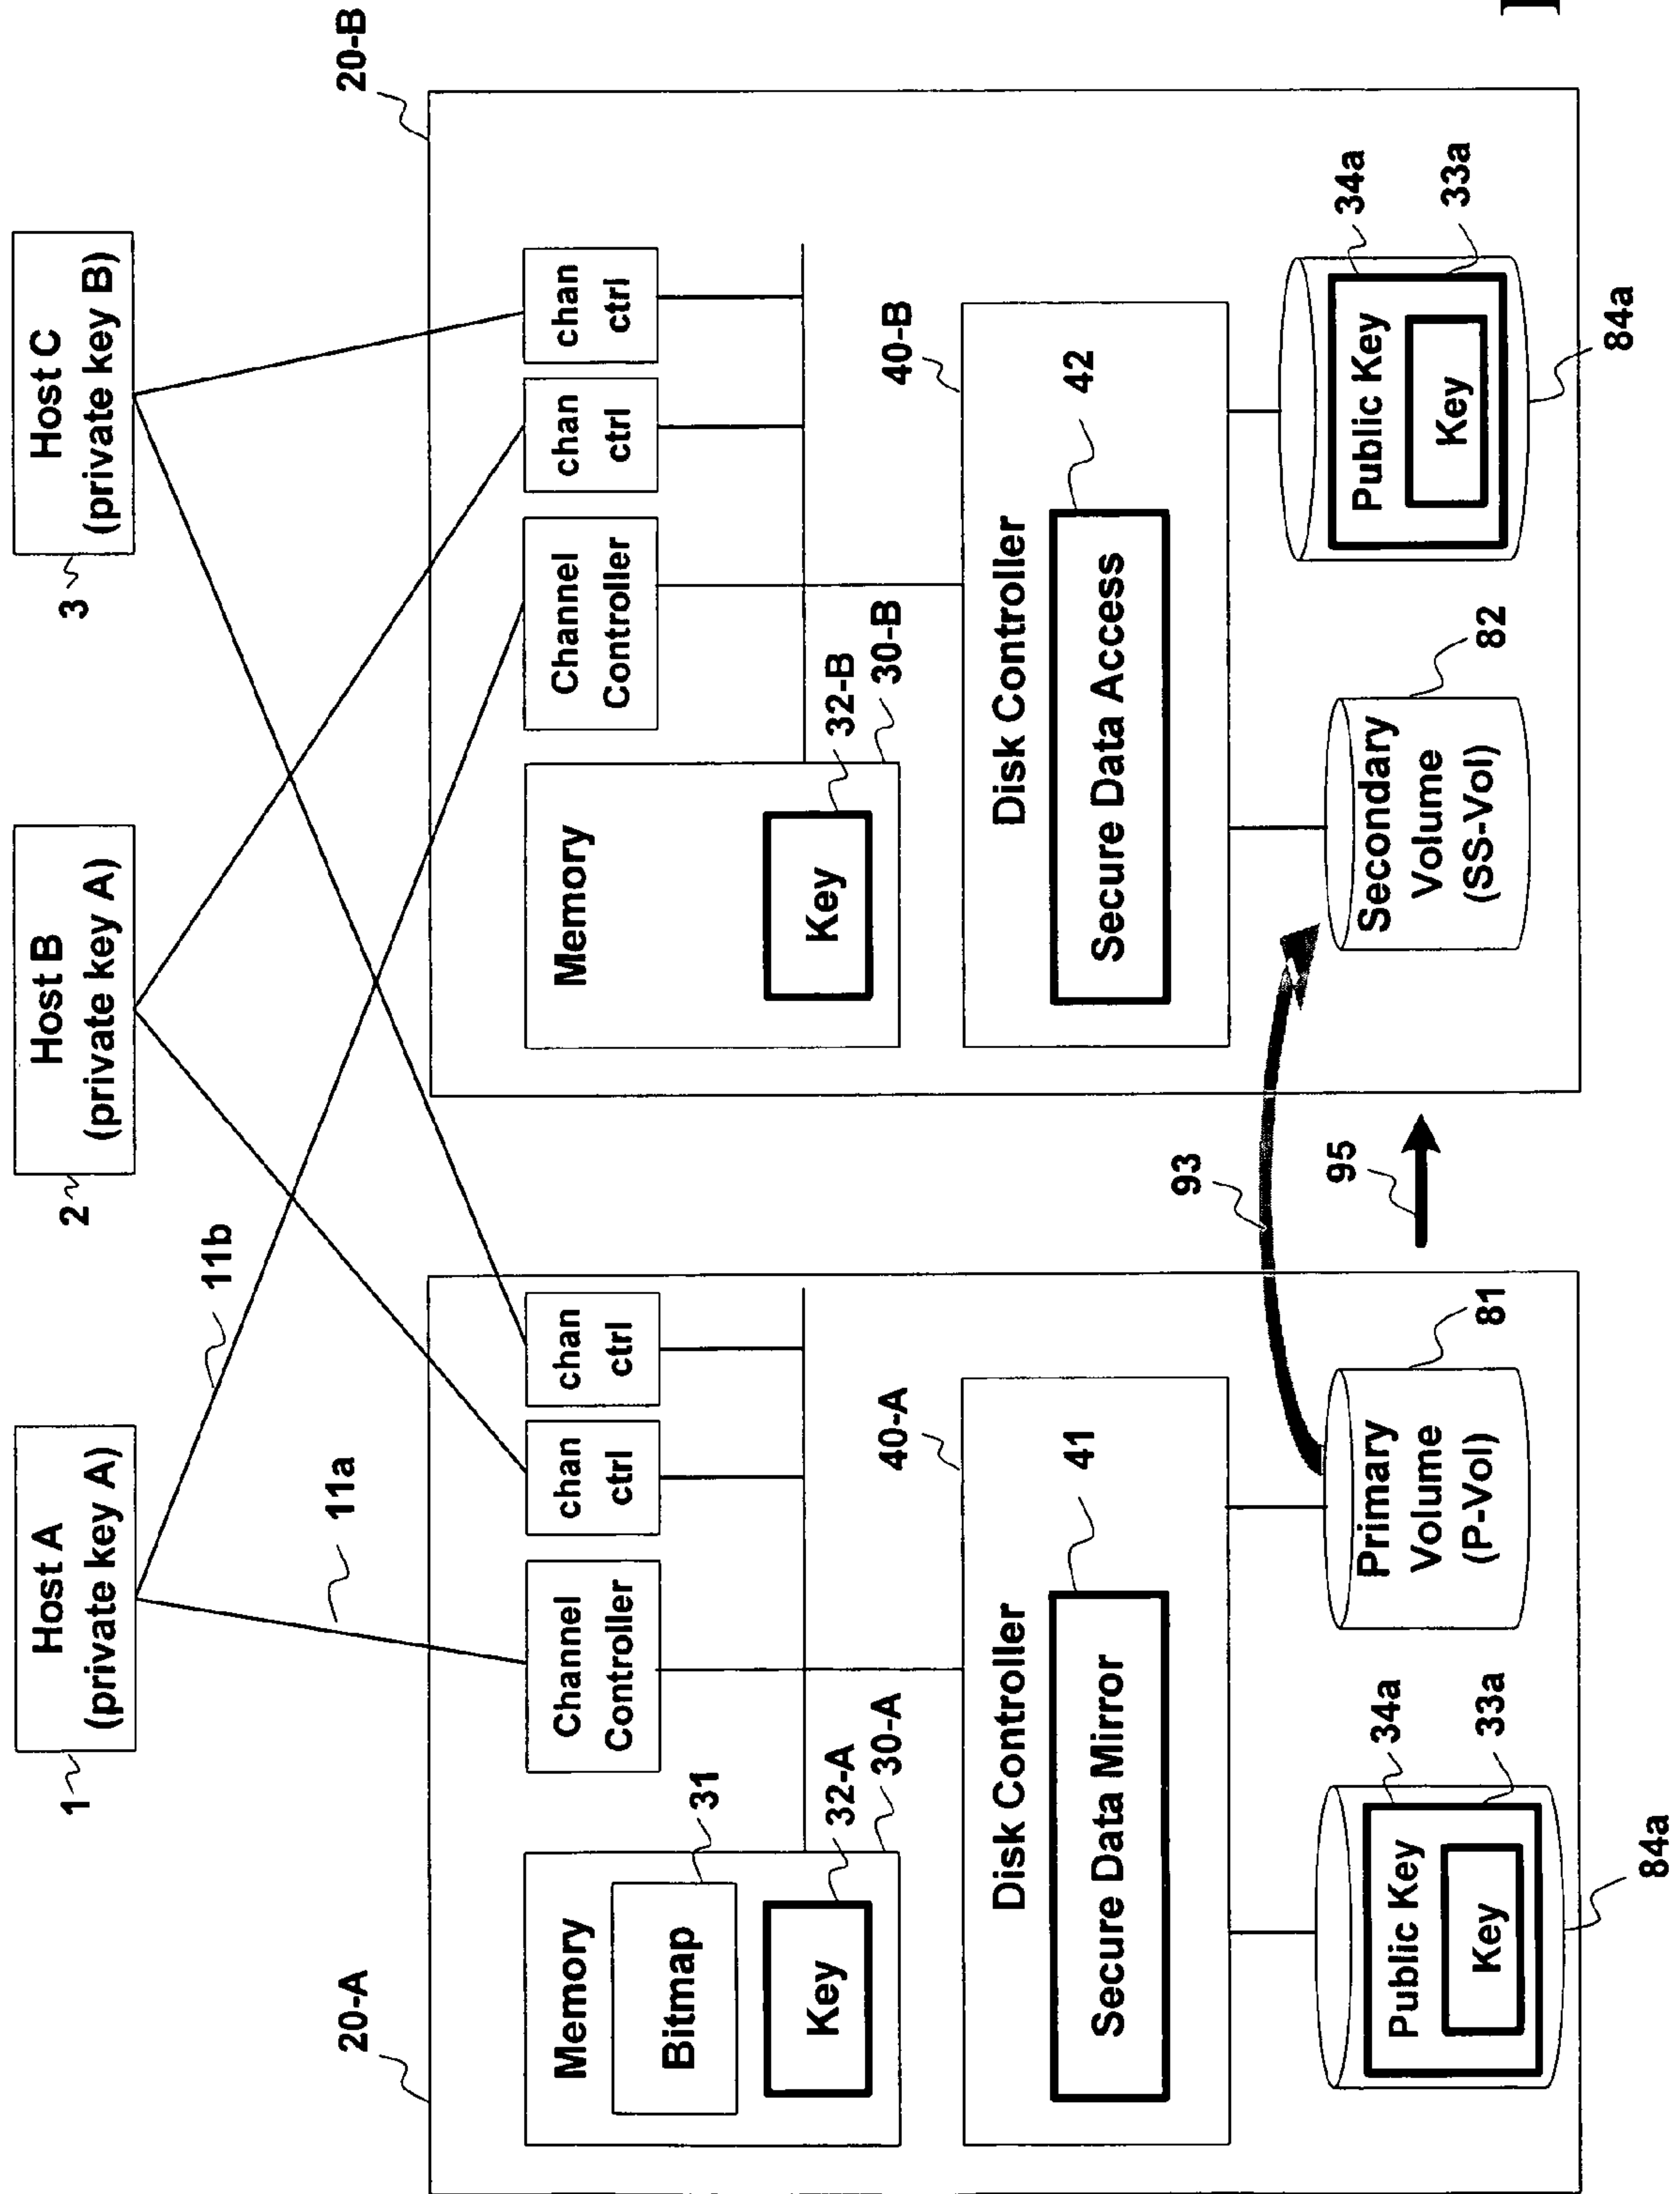 Host A
(private key A)
1
Host B
(private key A)
2
Host C
(private key B)
3
11a
11b
20-A
Memory
Bitmap
31
Key
32-A
30-A
Channel
Controller
chan
ctrl
chan
ctrl
40-A
Disk Controller
41
Secure Data Mirror
Public Key
Key
34a
33a
84a
Primary
Volume
(P-Vol)
81
93
95
20-B
Memory
Key
32-B
30-B
Channel
Controller
chan
ctrl
chan
ctrl
40-B
Disk Controller
42
Secure Data Access
Secondary
Volume
(SS-Vol)
82
Public Key
Key
34a
33a
84a